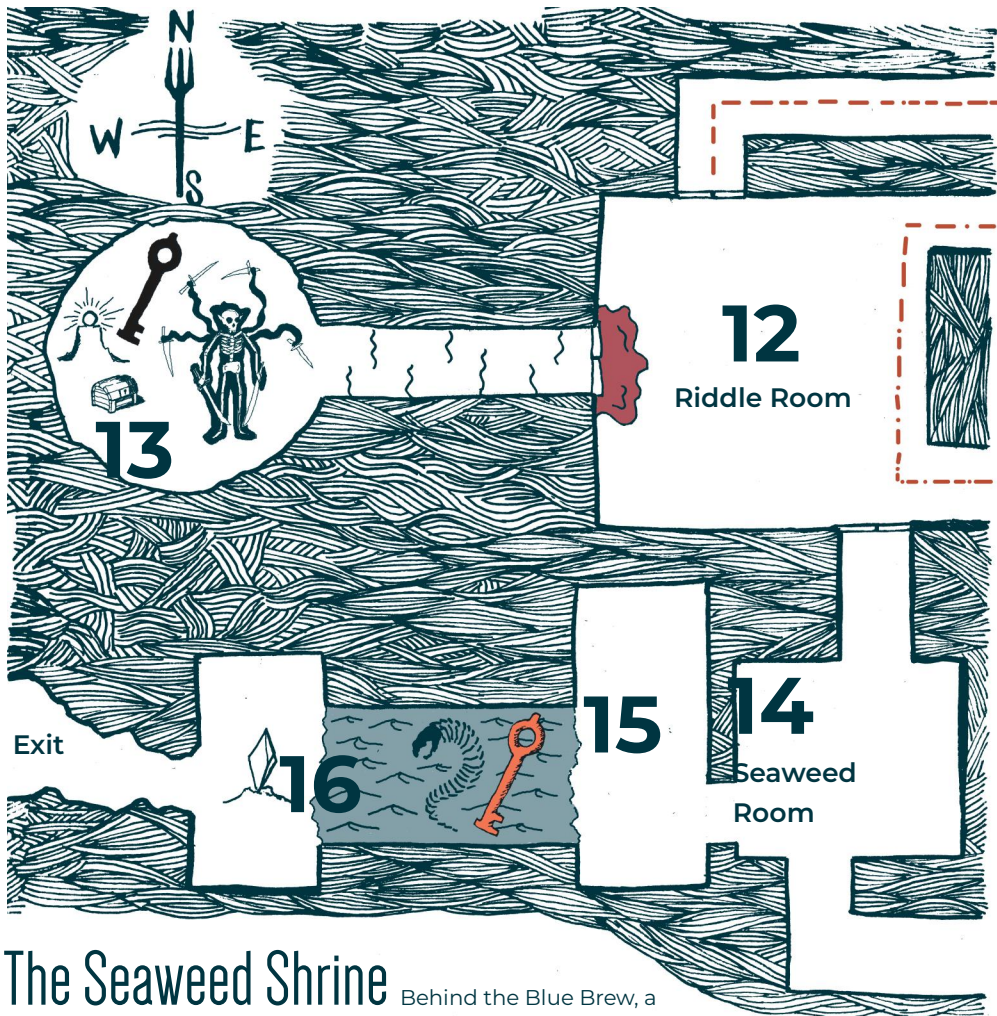 N
W E
S
12
Riddle Room
13
14
15
Exit
Seaweed
16
Room
The Seaweed Shrine Behind the Blue Brew, a